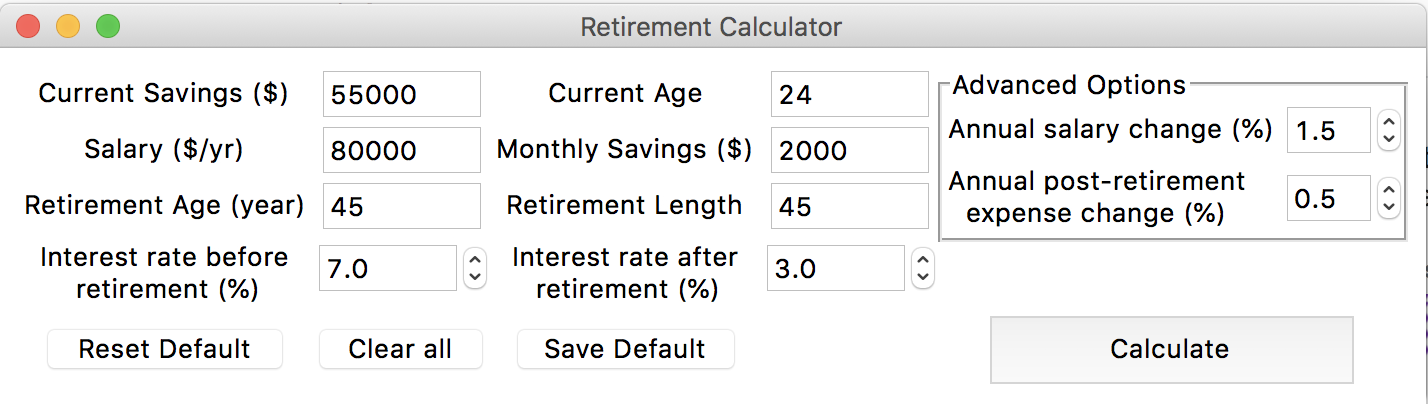 Retirement Calculator
Current Savings ($) 55000 Current Age 24
Advanced Options
Annual salary change (%) 1.5
Salary ($/yr) 80000 Monthly Savings ($) 2000
Annual post-retirement
expense change (%) 0.5
Retirement Age (year) 45 Retirement Length 45
Interest rate before
retirement (%) 7.0
Interest rate after
retirement (%) 3.0
Reset Default Clear all Save Default Calculate